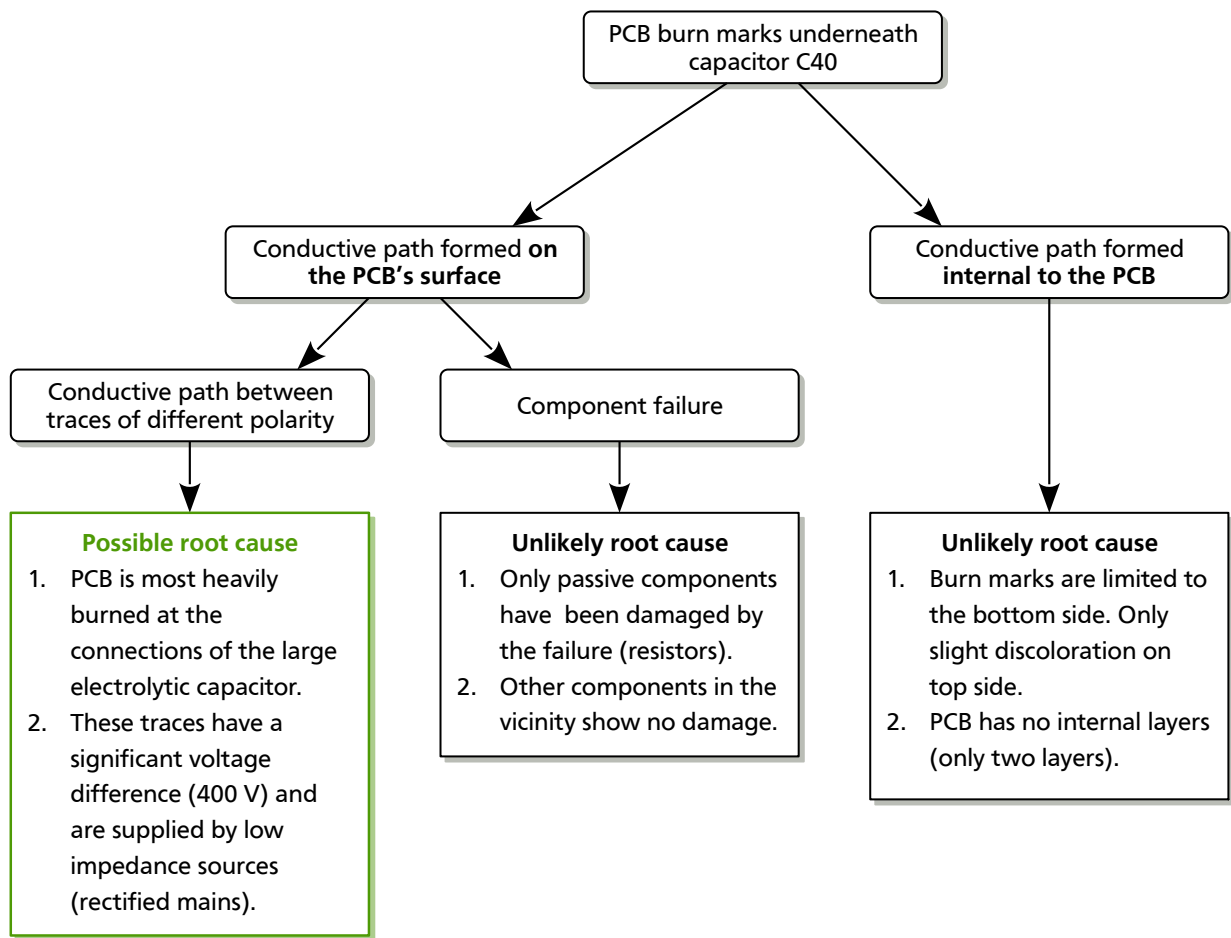 PCB burn marks underneath
capacitor C40
Conductive path formed on
the PCB’s surface
Conductive path formed
internal to the PCB
Conductive path between
traces of different polarity
Component failure
Possible root cause
1. PCB is most heavily
burned at the
connections of the large
electrolytic capacitor.
2. These traces have a
significant voltage
difference (400 V) and
are supplied by low
impedance sources
(rectified mains).
Unlikely root cause
1. Only passive components
have been damaged by
the failure (resistors).
2. Other components in the
vicinity show no damage.
Unlikely root cause
1. Burn marks are limited to
the bottom side. Only
slight discoloration on
top side.
2. PCB has no internal layers
(only two layers).